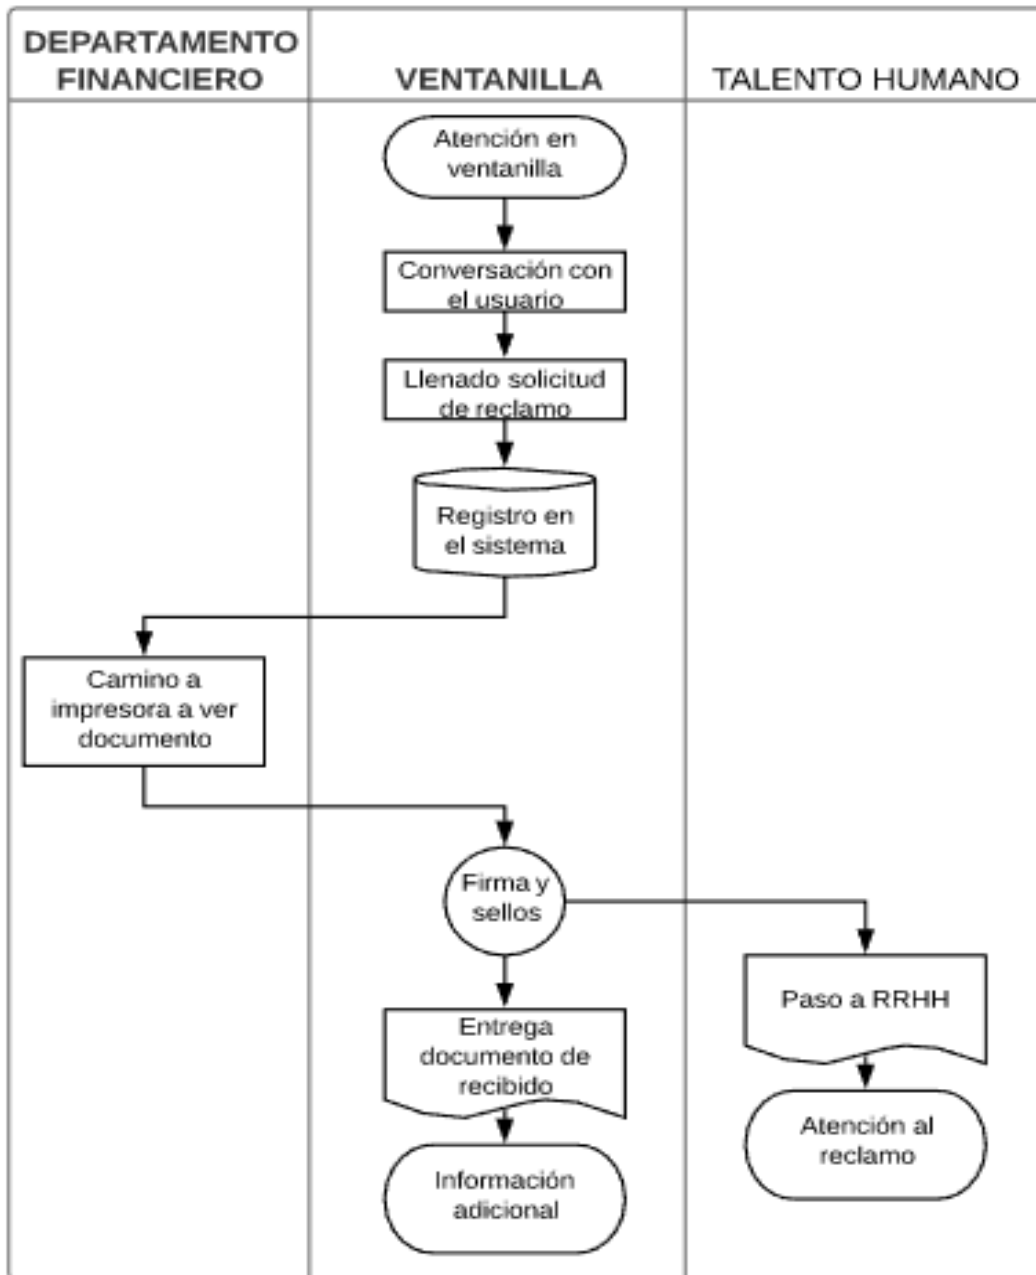 DEPARTAMENTO
FINANCIERO
VENTANILLA
TALENTO HUMANO
Atención en
ventanilla
Conversación con
el usuario
Llenado solicitud
de reclamo
Registro en
el sistema
Camino a
impresora a ver
documento
Firma y
sellos
Paso a RRHH
Entrega
documento de
recibido
Atención al
reclamo
Información
adicional